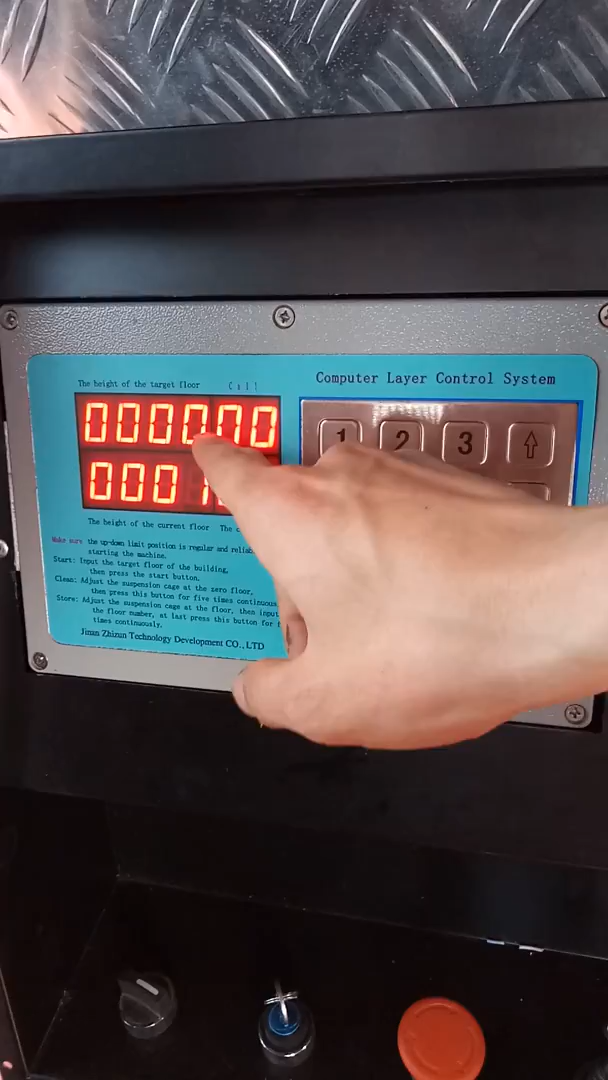 The height of the target floor Call
Computer Layer Control System
000000
1 2 3 ↑
000
The height of the current floor The
Make sure the up-down limit position is regular and
starting the machine.
Start: Input the target floor of the building,
then press the start button.
Clean: Adjust the suspension cage at the zero floor,
then press this button for five times continuous
Store: Adjust the suspension cage at the floor, then input
the floor number, at last press this button for
times continuously.
Jinan Zhizun Technology Development CO., LTD